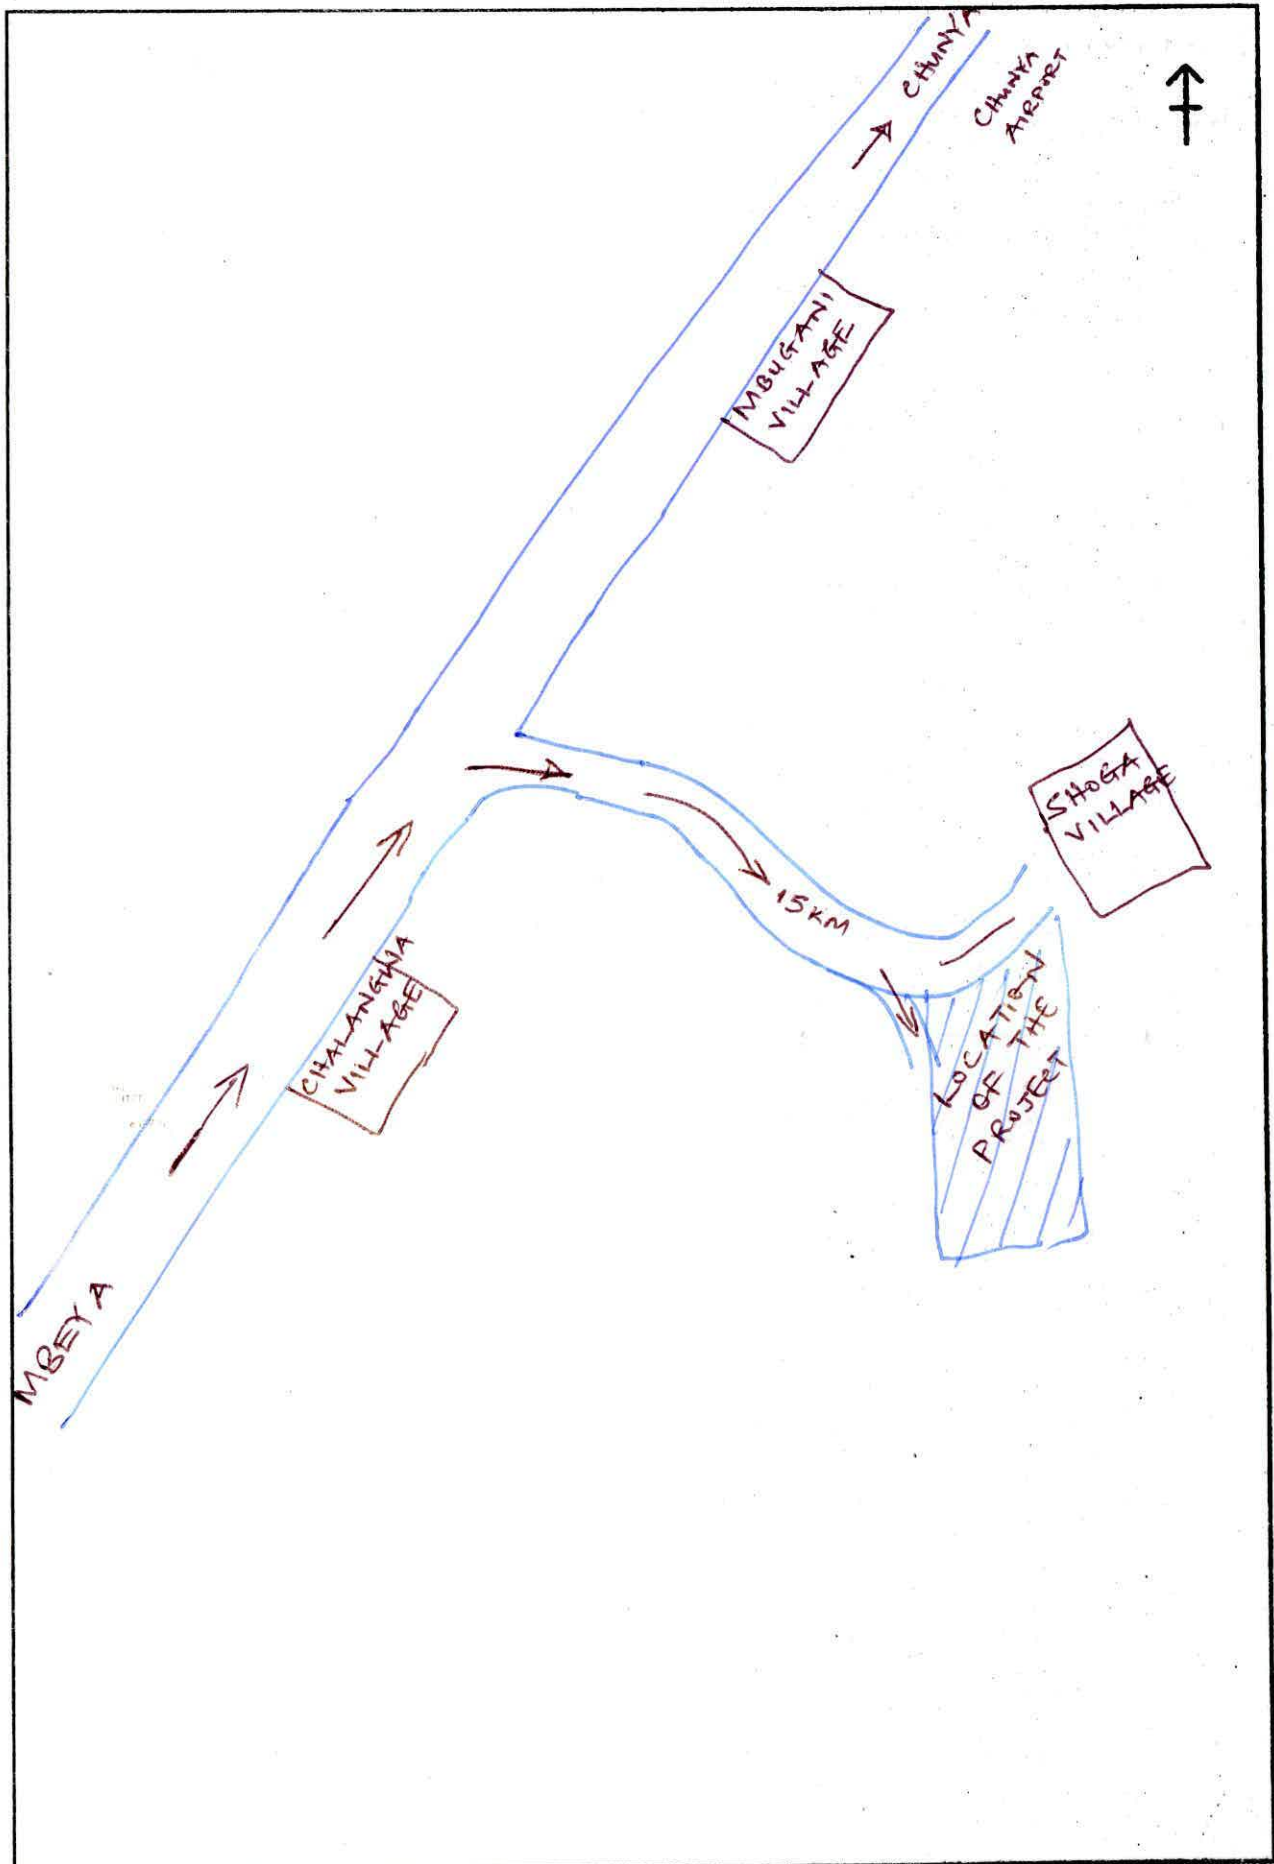 CHUNYA
CHUNYA
AIRPORT
MBUGANI
VILLAGE
SHOGA
VILLAGE
15KM
CHALANGWA
VILLAGE
LOCATION
OF THE
PROJECT
MBEYA